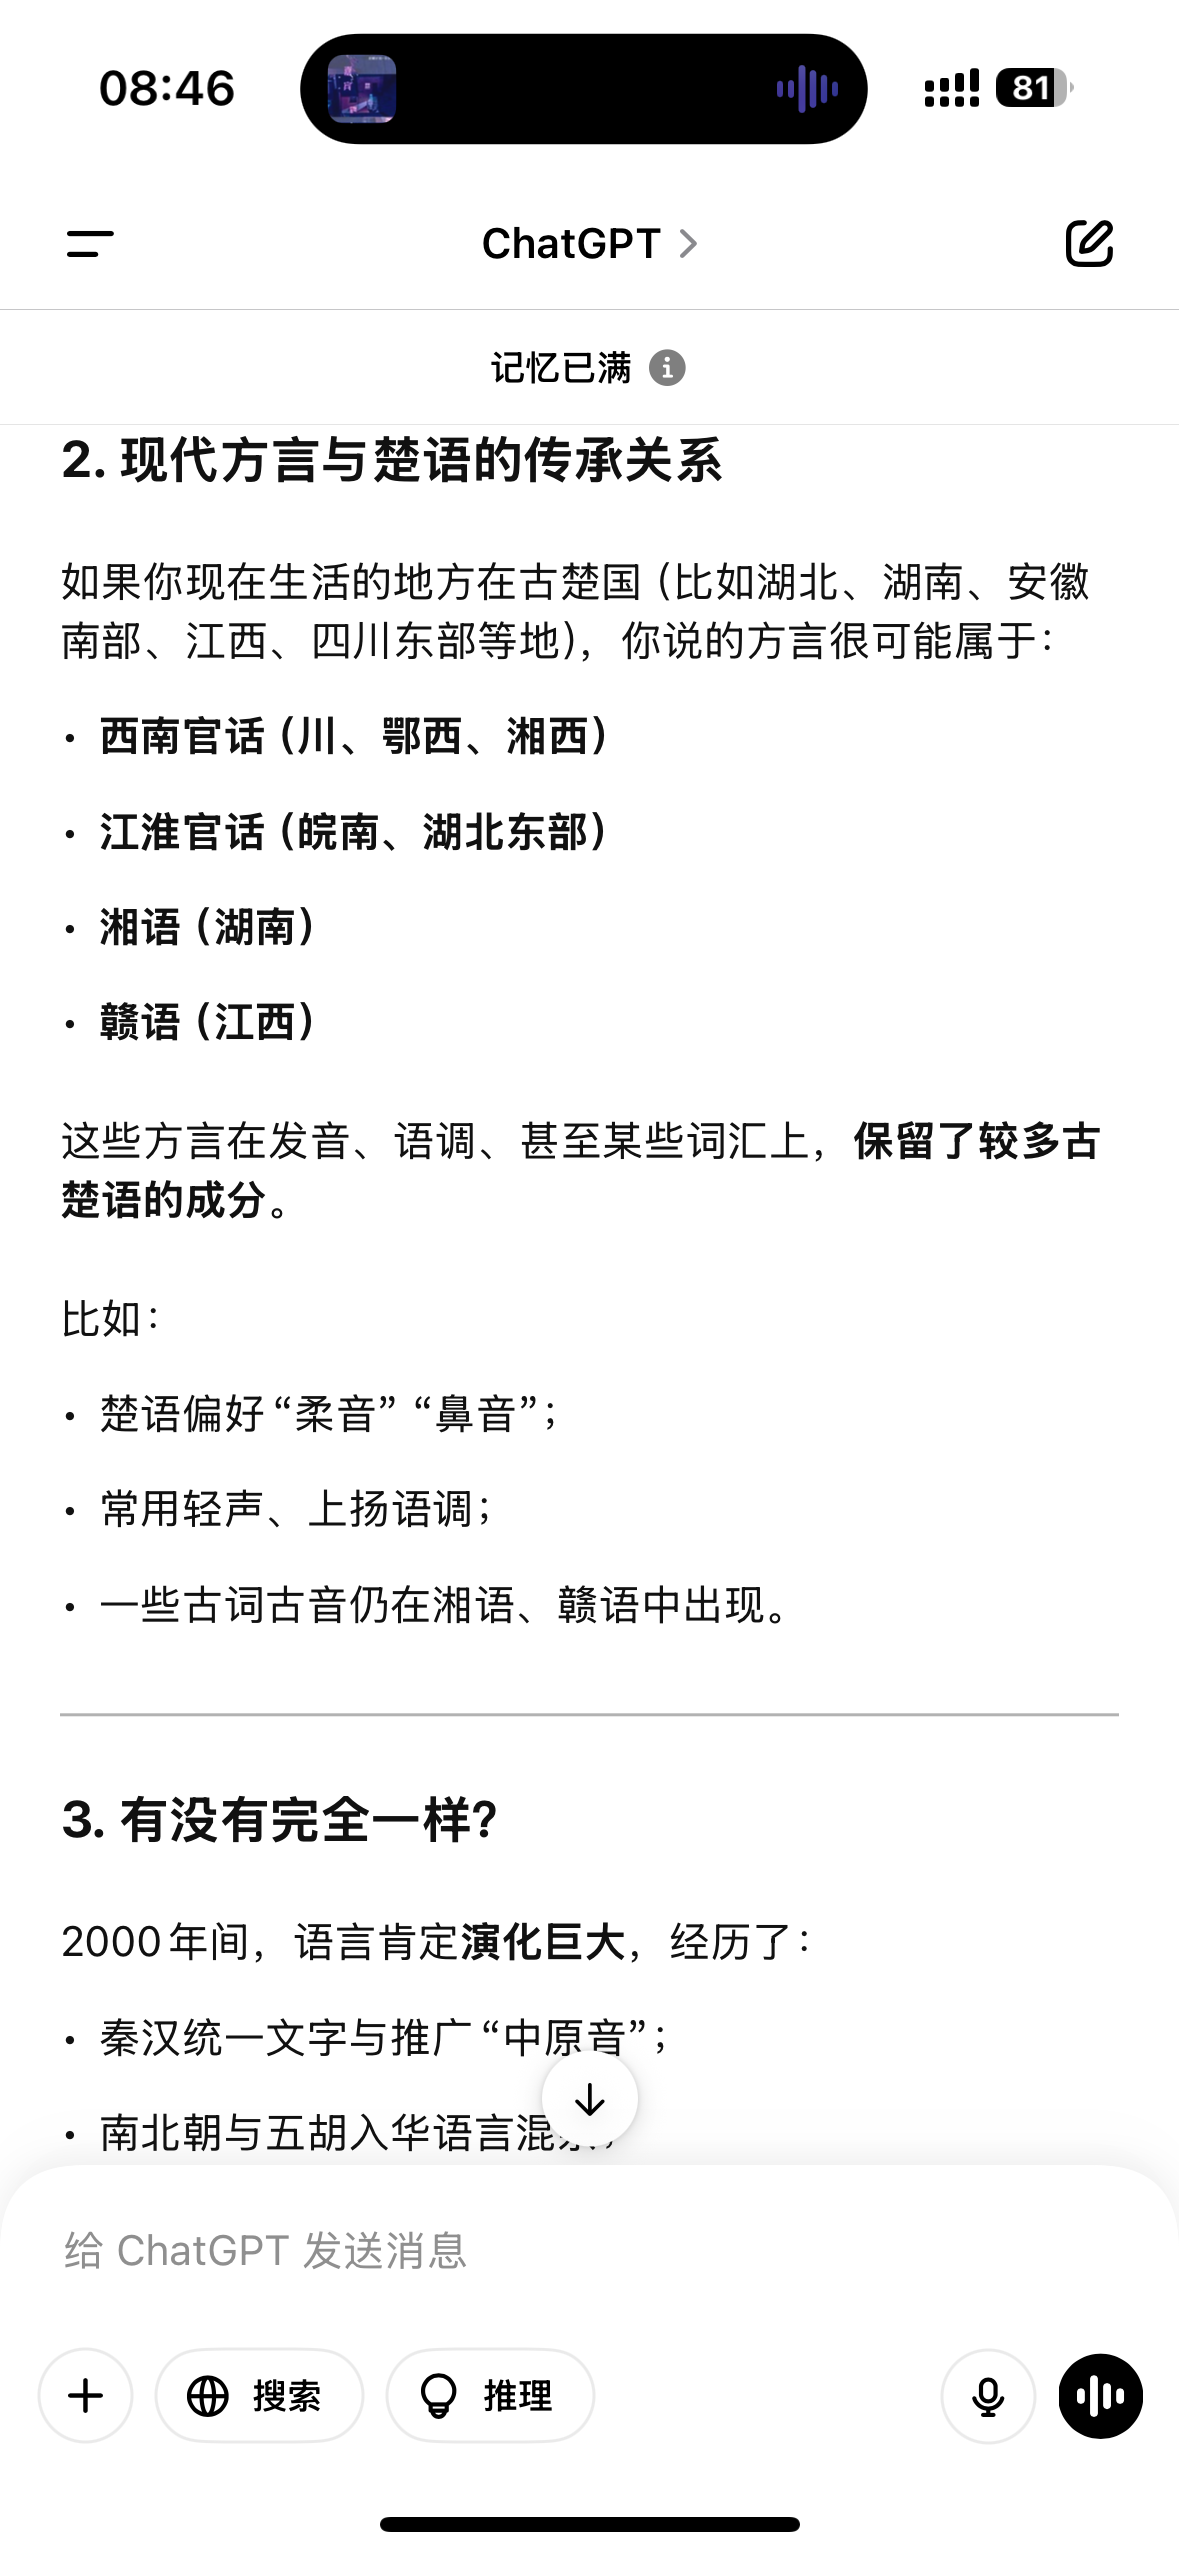 08:46
81
ChatGPT
记忆已满
2. 现代方言与楚语的传承关系
如果你现在生活的地方在古楚国（比如湖北、湖南、安徽
南部、江西、四川东部等地），你说的方言很可能属于：
• 西南官话（川、鄂西、湘西）
• 江淮官话（皖南、湖北东部）
• 湘语（湖南）
• 赣语（江西）
这些方言在发音、语调、甚至某些词汇上，保留了较多古
楚语的成分。
比如：
• 楚语偏好“柔音”“鼻音”；
• 常用轻声、上扬语调；
• 一些古词古音仍在湘语、赣语中出现。
3. 有没有完全一样？
2000年间，语言肯定演化巨大，经历了：
• 秦汉统一文字与推广“中原音”；
• 南北朝与五胡入华语言混
给 ChatGPT 发送消息
搜索
推理